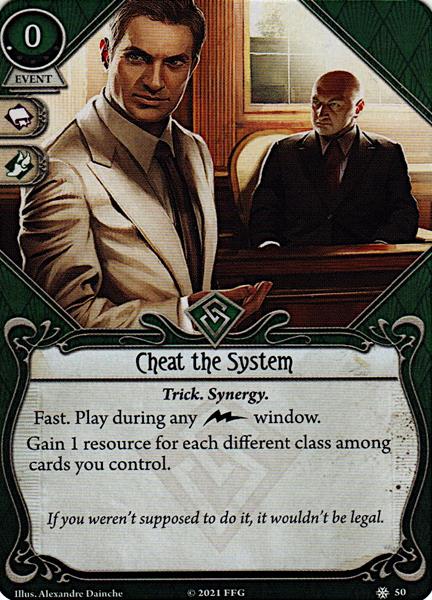 0
EVENT
Cheat the System
Trick. Synergy.
Fast. Play during any window.
Gain 1 resource for each different class among
cards you control.
If you weren't supposed to do it, it wouldn't be legal.
Illus. Alexandre Dainche © 2021 FFG 50